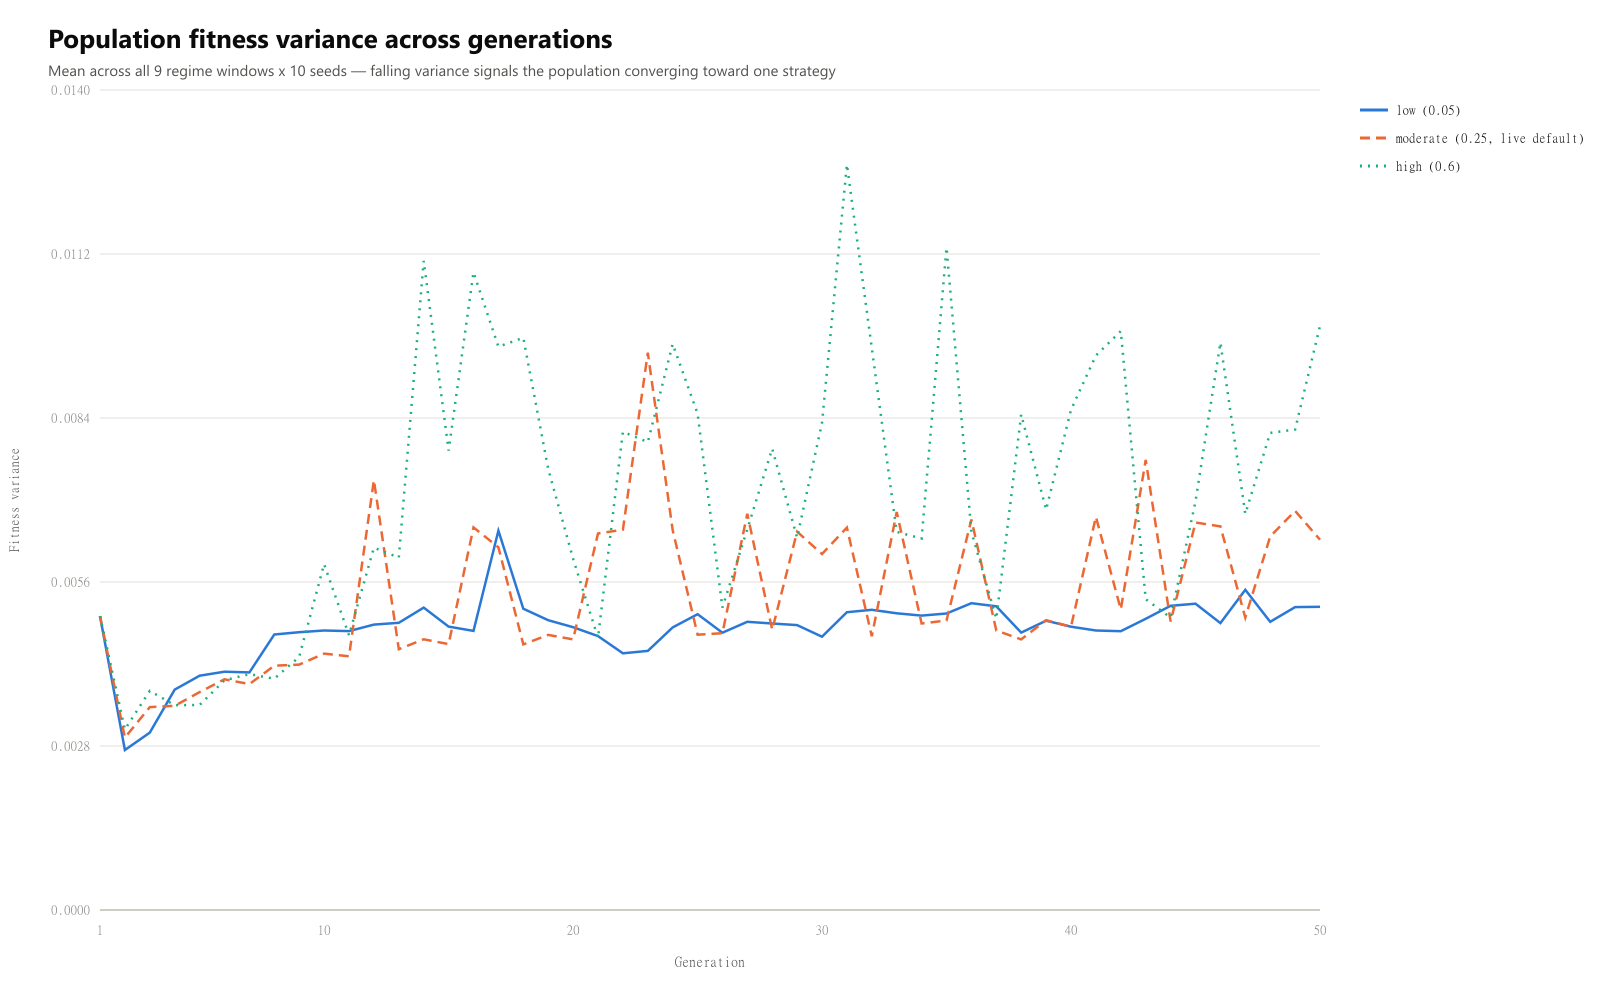 Population fitness variance across generations
Mean across all 9 regime windows x 10 seeds — falling variance signals the population converging toward one strategy
0.0140
0.0112
0.0084
0.0056
0.0028
0.0000
Fitness variance
1
10
20
30
40
50
Generation
low (0.05)
moderate (0.25, live default)
high (0.6)